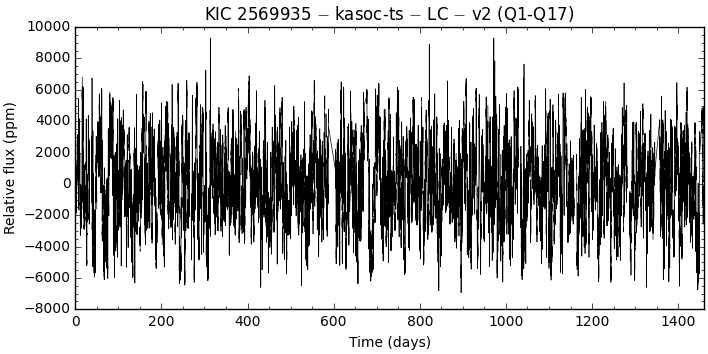 KIC 2569935 − kasoc-ts − LC − v2 (Q1-Q17)
10000
8000
6000
4000
2000
0
−2000
−4000
−6000
−8000
Relative flux (ppm)
0 200 400 600 800 1000 1200 1400
Time (days)